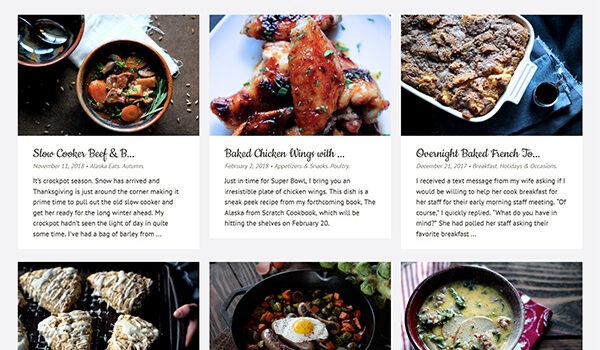 Slow Cooker Beef & B...
November 11, 2018 • Alaska Eats, Autumn,
It's crockpot season. Snow has arrived and
Thanksgiving is just around the corner making it
prime time to pull out the old slow cooker and
get her ready for the long winter ahead. My
crockpot hadn't seen the light of day in quite
some time. I've had a bag of barley from ...
Baked Chicken Wings with ...
February 2, 2018 • Appetizers & Snacks, Poultry,
Just in time for Super Bowl, I bring you an
irresistible plate of chicken wings. This dish is a
sneak peek recipe from my forthcoming book, The
Alaska from Scratch Cookbook, which will be
hitting the shelves on February 20.
Overnight Baked French To...
December 21, 2017 • Breakfast, Holidays & Occasions,
I received a text message from my wife asking if I
would be willing to help her cook breakfast for
her staff for their early morning staff meeting. "Of
course," I quickly replied. "What do you have in
mind?" She had polled her staff asking their
favorite breakfast ...